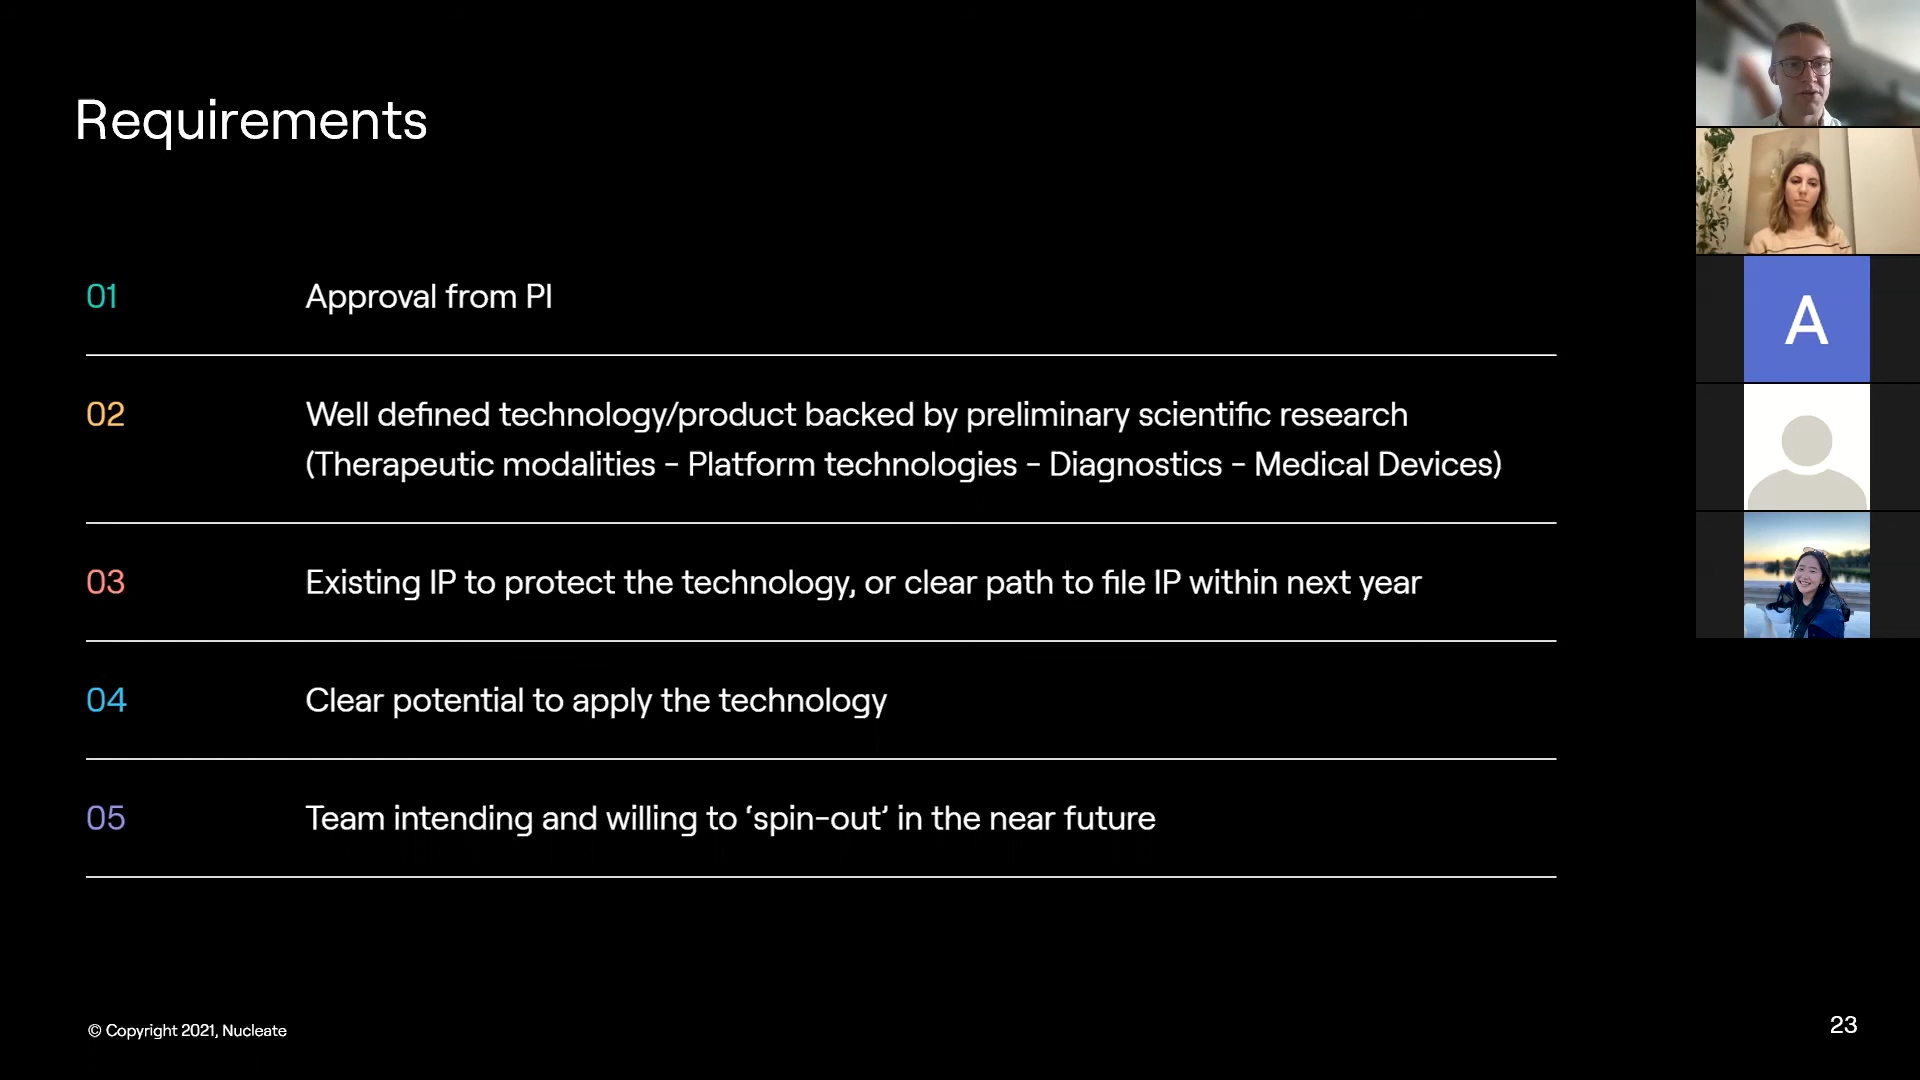 Requirements
01
Approval from PI
02
Well defined technology/product backed by preliminary scientific research
(Therapeutic modalities - Platform technologies - Diagnostics - Medical Devices)
03
Existing IP to protect the technology, or clear path to file IP within next year
04
Clear potential to apply the technology
05
Team intending and willing to ‘spin-out’ in the near future
© Copyright 2021, Nucleate
23
A